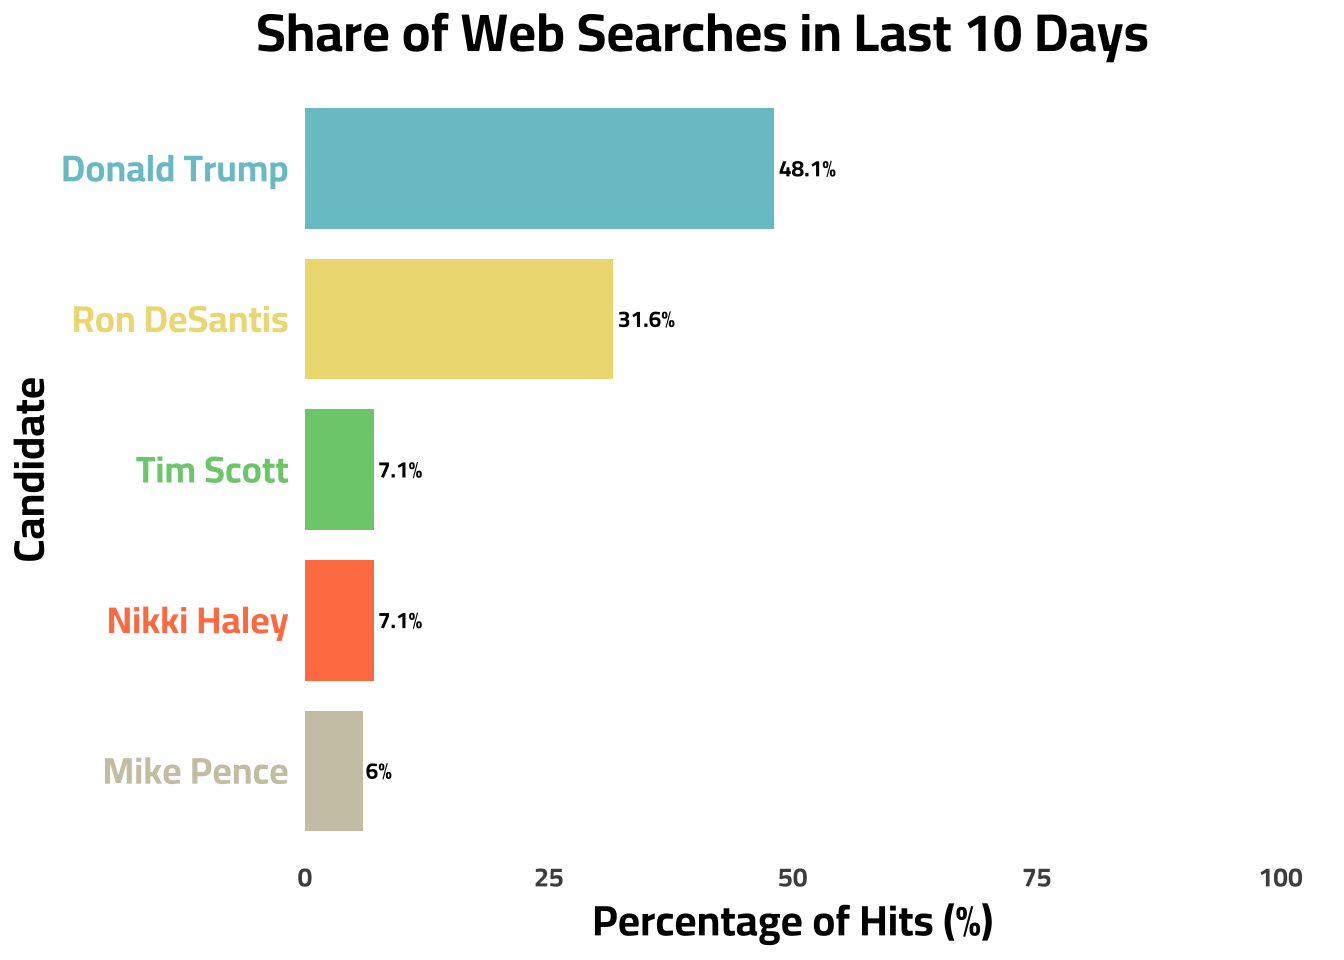 Share of Web Searches in Last 10 Days
Candidate
Donald Trump
48.1%
Ron DeSantis
31.6%
Tim Scott
7.1%
Nikki Haley
7.1%
Mike Pence
6%
0 25 50 75 100
Percentage of Hits (%)